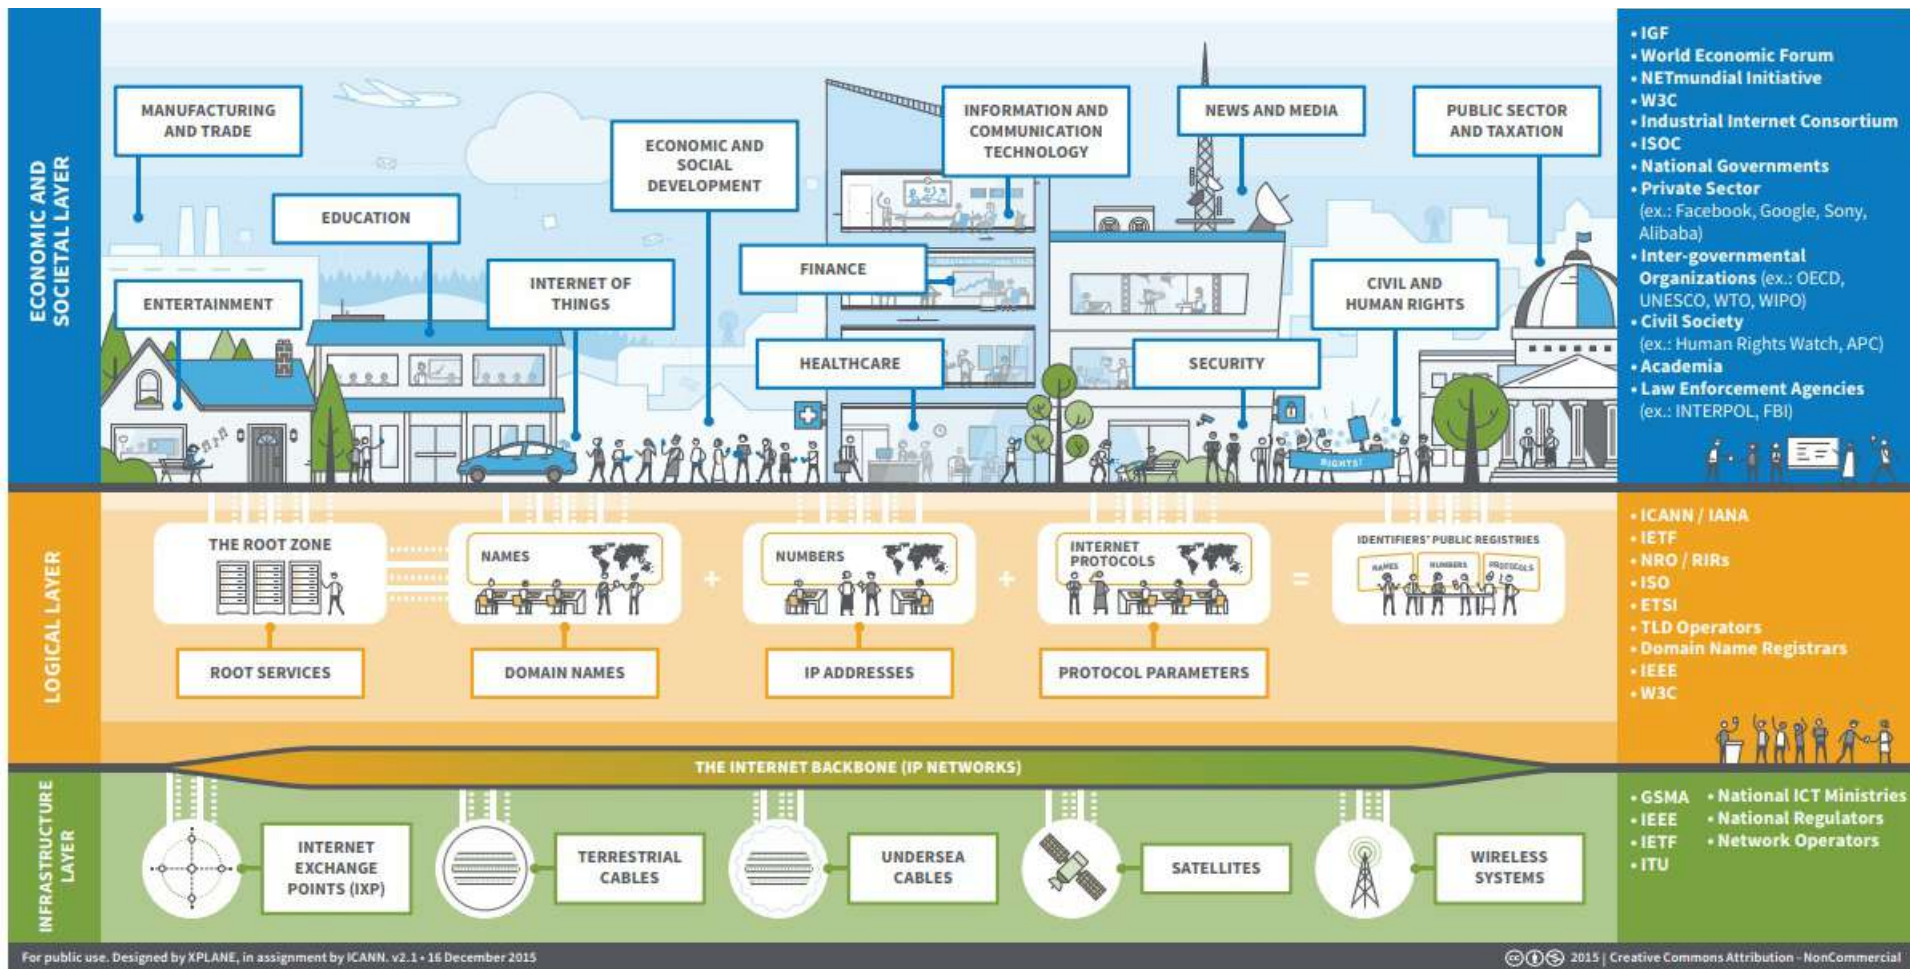 ECONOMIC AND
SOCIETAL LAYER
MANUFACTURING
AND TRADE
EDUCATION
ENTERTAINMENT
INTERNET OF
THINGS
ECONOMIC AND
SOCIAL
DEVELOPMENT
INFORMATION AND
COMMUNICATION
TECHNOLOGY
FINANCE
HEALTHCARE
NEWS AND MEDIA
SECURITY
CIVIL AND
HUMAN RIGHTS
PUBLIC SECTOR
AND TAXATION
RIGHTS!
• IGF
• World Economic Forum
• NETmundial Initiative
• W3C
• Industrial Internet Consortium
• ISOC
• National Governments
• Private Sector
(ex.: Facebook, Google, Sony,
Alibaba)
• Inter-governmental
Organizations (ex.: OECD,
UNESCO, WTO, WIPO)
• Civil Society
(ex.: Human Rights Watch, APC)
• Academia
• Law Enforcement Agencies
(ex.: INTERPOL, FBI)
LOGICAL LAYER
THE ROOT ZONE
ROOT SERVICES
NAMES
DOMAIN NAMES
+
NUMBERS
IP ADDRESSES
+
INTERNET
PROTOCOLS
PROTOCOL PARAMETERS
=
IDENTIFIERS' PUBLIC REGISTRIES
NAMES
NUMBERS
PROTOCOLS
• ICANN / IANA
• IETF
• NRO / RIRs
• ISO
• ETSI
• TLD Operators
• Domain Name Registrars
• IEEE
• W3C
THE INTERNET BACKBONE (IP NETWORKS)
INFRASTRUCTURE
LAYER
INTERNET
EXCHANGE
POINTS (IXP)
TERRESTRIAL
CABLES
UNDERSEA
CABLES
SATELLITES
WIRELESS
SYSTEMS
• GSMA
• IEEE
• IETF
• ITU
• National ICT Ministries
• National Regulators
• Network Operators
For public use. Designed by XPLANE, in assignment by ICANN. v2.1 • 16 December 2015
2015 | Creative Commons Attribution - NonCommercial